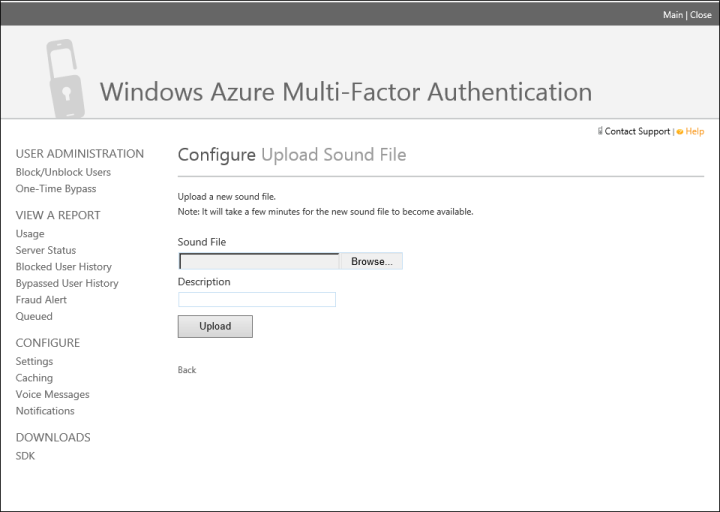 Main | Close
Windows Azure Multi-Factor Authentication
Contact Support | Help
USER ADMINISTRATION
Block/Unblock Users
One-Time Bypass
VIEW A REPORT
Usage
Server Status
Blocked User History
Bypassed User History
Fraud Alert
Queued
CONFIGURE
Settings
Caching
Voice Messages
Notifications
DOWNLOADS
SDK
Configure Upload Sound File
Upload a new sound file.
Note: It will take a few minutes for the new sound file to become available.
Sound File
Browse...
Description
Upload
Back